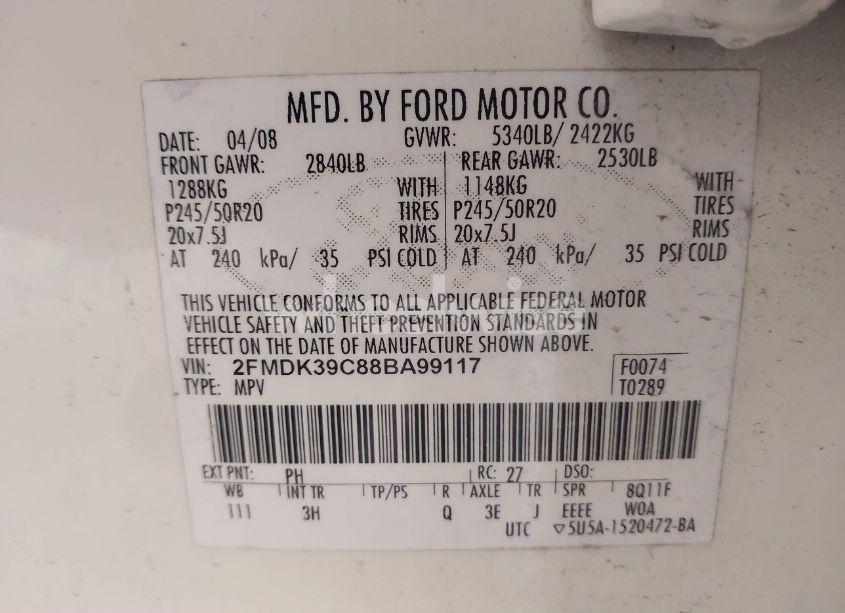 MFD. BY FORD MOTOR CO.
DATE: 04/08 GVWR: 5340LB/ 2422KG
FRONT GAWR: 2840LB REAR GAWR: 2530LB
1288KG WITH 1148KG WITH
P245/50R20 TIRES P245/50R20 TIRES
20x7.5J RIMS 20x7.5J RIMS
AT 240 kPa/ 35 PSI COLD AT 240 kPa/ 35 PSI COLD
THIS VEHICLE CONFORMS TO ALL APPLICABLE FEDERAL MOTOR
VEHICLE SAFETY AND THEFT PREVENTION STANDARDS IN
EFFECT ON THE DATE OF MANUFACTURE SHOWN ABOVE.
VIN: 2FMDK39C88BA99117 F0074
TYPE: MPV T0289
EXT PNT: PH RC: 27 DSO:
WB INT TR TP/PS R AXLE TR SPR 8Q11F
111 3H Q 3E J EEEE WOA
UTC ▽5U5A-1520472-BA